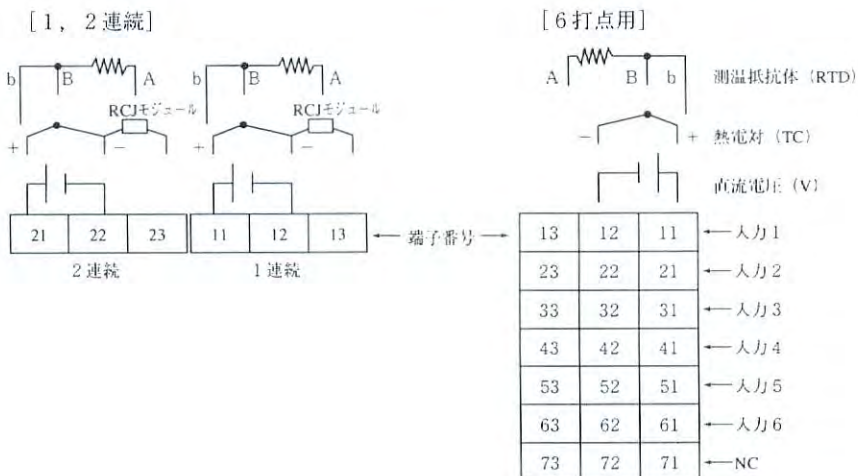 [1, 2連続]
b B A b B A
RCJモジュール RCJモジュール
+ − + −
21 22 23 11 12 13
2連続 1連続
←端子番号→
[6打点用]
A B b 測温抵抗体 (RTD)
− + 熱電対 (TC)
直流電圧 (V)
13 12 11 ←入力1
23 22 21 ←入力2
33 32 31 ←入力3
43 42 41 ←入力4
53 52 51 ←入力5
63 62 61 ←入力6
73 72 71 ←NC